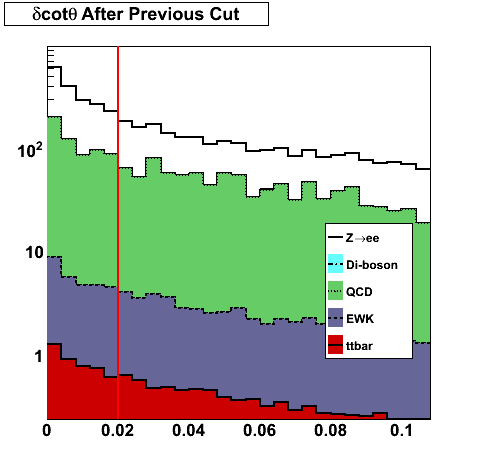 δcotθ After Previous Cut
10²
10
1
0 0.02 0.04 0.06 0.08 0.1
Z→ee
Di-boson
QCD
EWK
ttbar